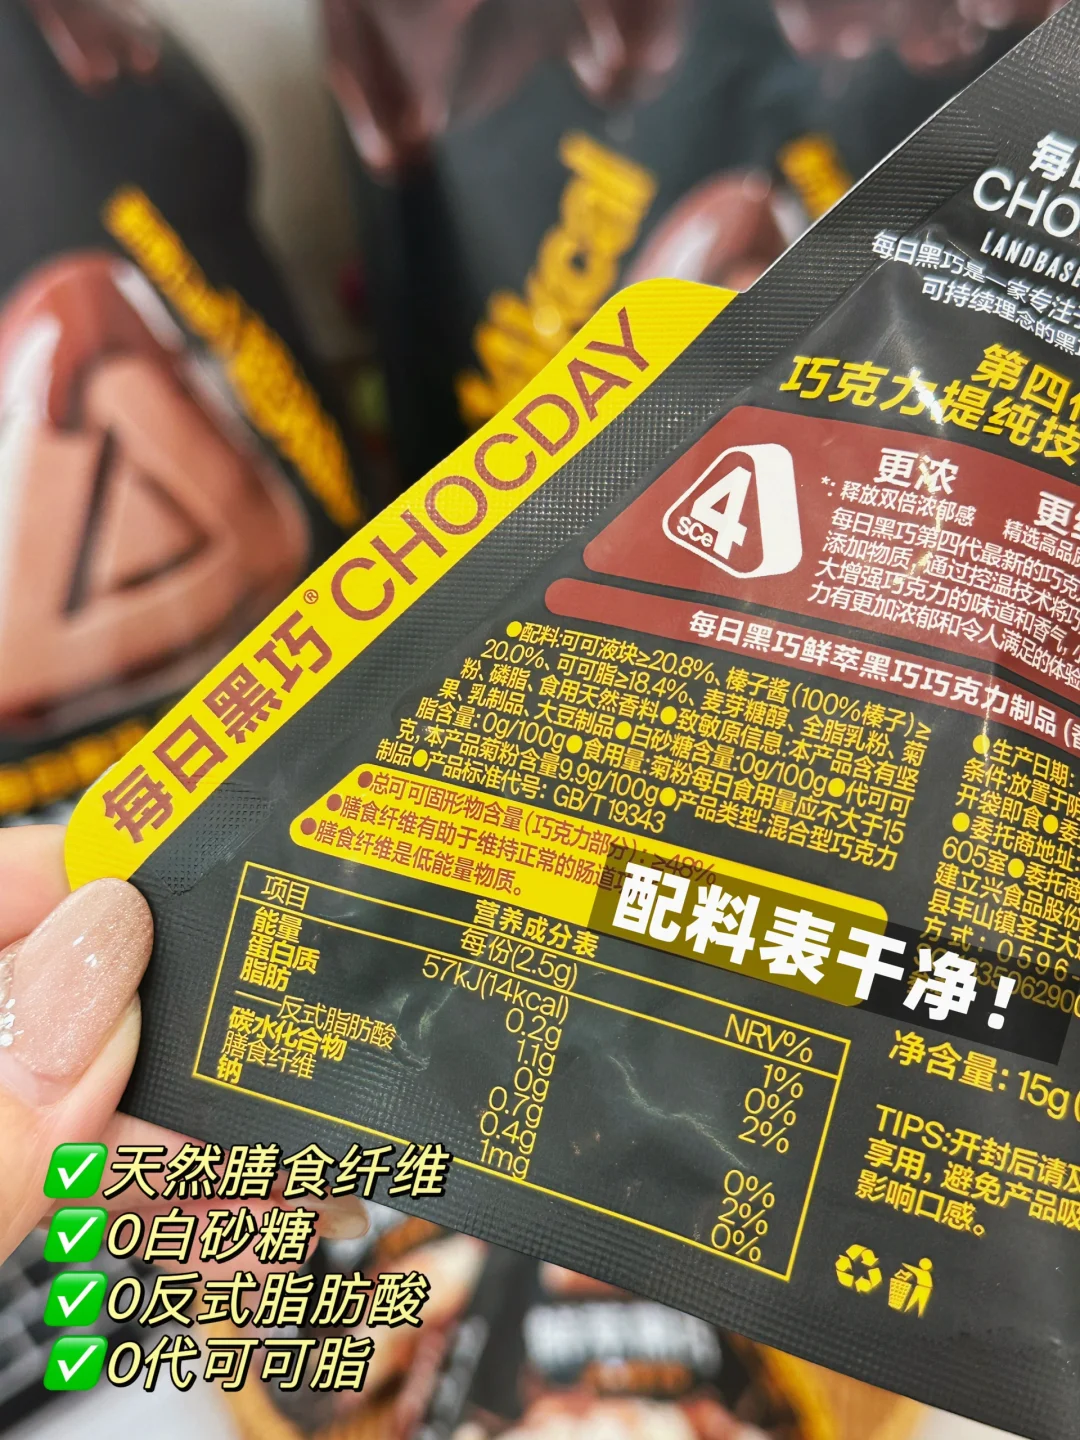 每日黑巧® CHOCDAY
CHO
LANDBAS
每日黑巧是一家专注
可持续理念的黑
第四
巧克力提纯技
4
sce
更浓
*: 释放双倍浓郁感
精选高品
每日黑巧第四代最新的巧克
添加物质,通过控温技术将巧
大增强巧克力的味道和香气,
力有更加浓郁和令人满足的体验
每日黑巧鲜萃黑巧巧克力制品
●配料:可可液块≥20.8%、榛子酱(100%榛子)≥
20.0%、可可脂≥18.4%、麦芽糖醇、全脂乳粉、菊
粉、磷脂、食用天然香料●致敏原信息:本产品含有坚
果、乳制品、大豆制品●白砂糖含量:0g/100g●代可可
脂含量:0g/100g●食用量:菊粉每日食用量应不大于15
克,本产品菊粉含量9.9g/100g●产品类型:混合型巧克力
制品●产品标准代号: GB/T 19343
●总可可固形物含量(巧克力部分): ≥48%
●膳食纤维有助于维持正常的肠道
●膳食纤维是低能量物质。
营养成分表
项目 每份(2.5g) NRV%
能量 57kJ(14kcal) 1%
蛋白质 0.2g 0%
脂肪 1.1g 2%
——反式脂肪酸 0g
碳水化合物 0.7g 0%
膳食纤维 0.4g 2%
钠 1mg 0%
●生产日期:
条件:放置于
开袋即食●委
●委托商地址
605室●委托商
建立兴食品股份
县丰山镇圣王大
方式: 0596
净含量: 15g
TIPS:开封后请及
享用, 避免产品吸
影响口感。
配料表干净!
✅天然膳食纤维
✅0白砂糖
✅0反式脂肪酸
✅0代可可脂